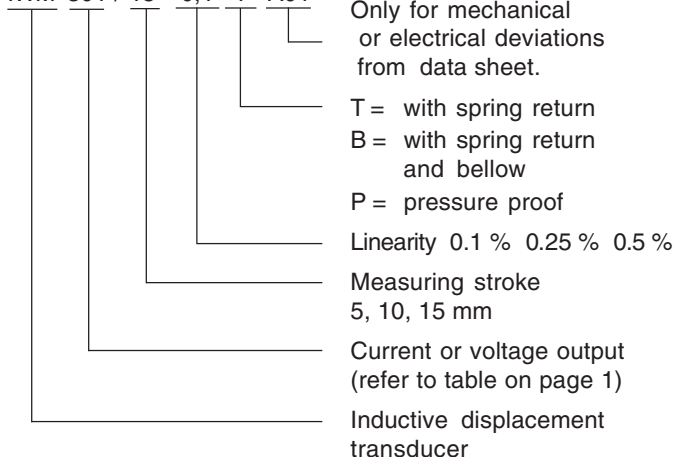 Only for mechanical
or electrical deviations
from data sheet.
T = with spring return
B = with spring return
and bellow
P = pressure proof
Linearity 0.1 % 0.25 % 0.5 %
Measuring stroke
5, 10, 15 mm
Current or voltage output
(refer to table on page 1)
Inductive displacement
transducer